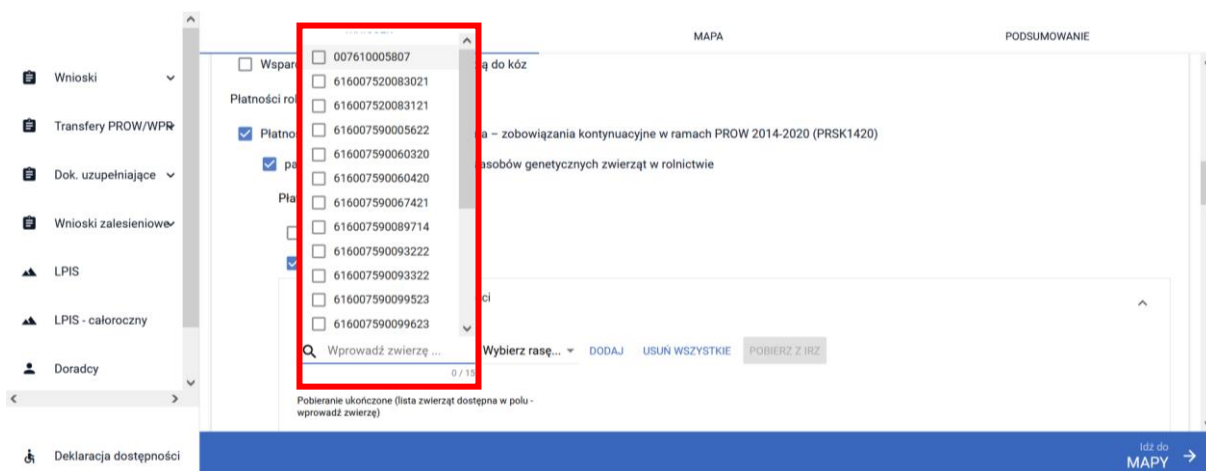 MAPA
PODSUMOWANIE
Wnioski
Transfery PROW/WPR
Dok. uzupełniające
Wnioski zalesieniowe
LPIS
LPIS - całoroczny
Doradcy
Deklaracja dostępności
007610005807
616007520083021
616007520083121
616007590005622
616007590060320
616007590060420
616007590067421
616007590089714
616007590093222
616007590093322
616007590099523
616007590099623
Wprowadź zwierzę ...
0 / 15
Wspar ą do kóz
Płatności rol
Płatno a – zobowiązania kontynuacyjne w ramach PROW 2014-2020 (PRSK1420)
pa asobów genetycznych zwierząt w rolnictwie
Pła
ci
Wybierz rasę...
DODAJ
USUŃ WSZYSTKIE
POBIERZ Z IRZ
Pobieranie ukończone (lista zwierząt dostępna w polu -
wprowadź zwierzę)
Idź do
MAPY